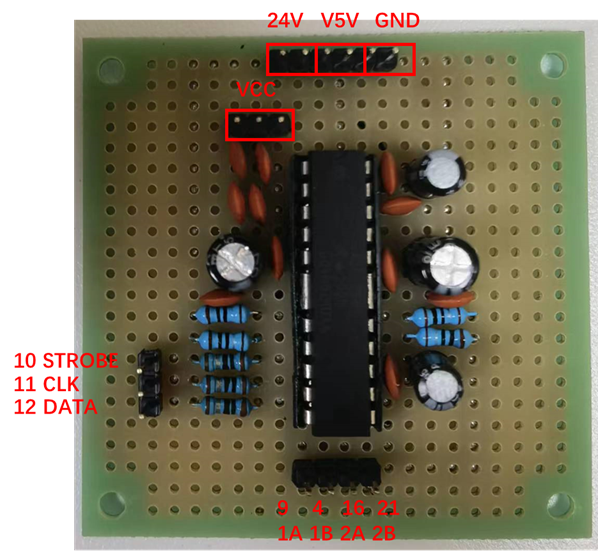 24V V5V GND
VCC
10 STROBE
11 CLK
12 DATA
9 4 16 21
1A 1B 2A 2B